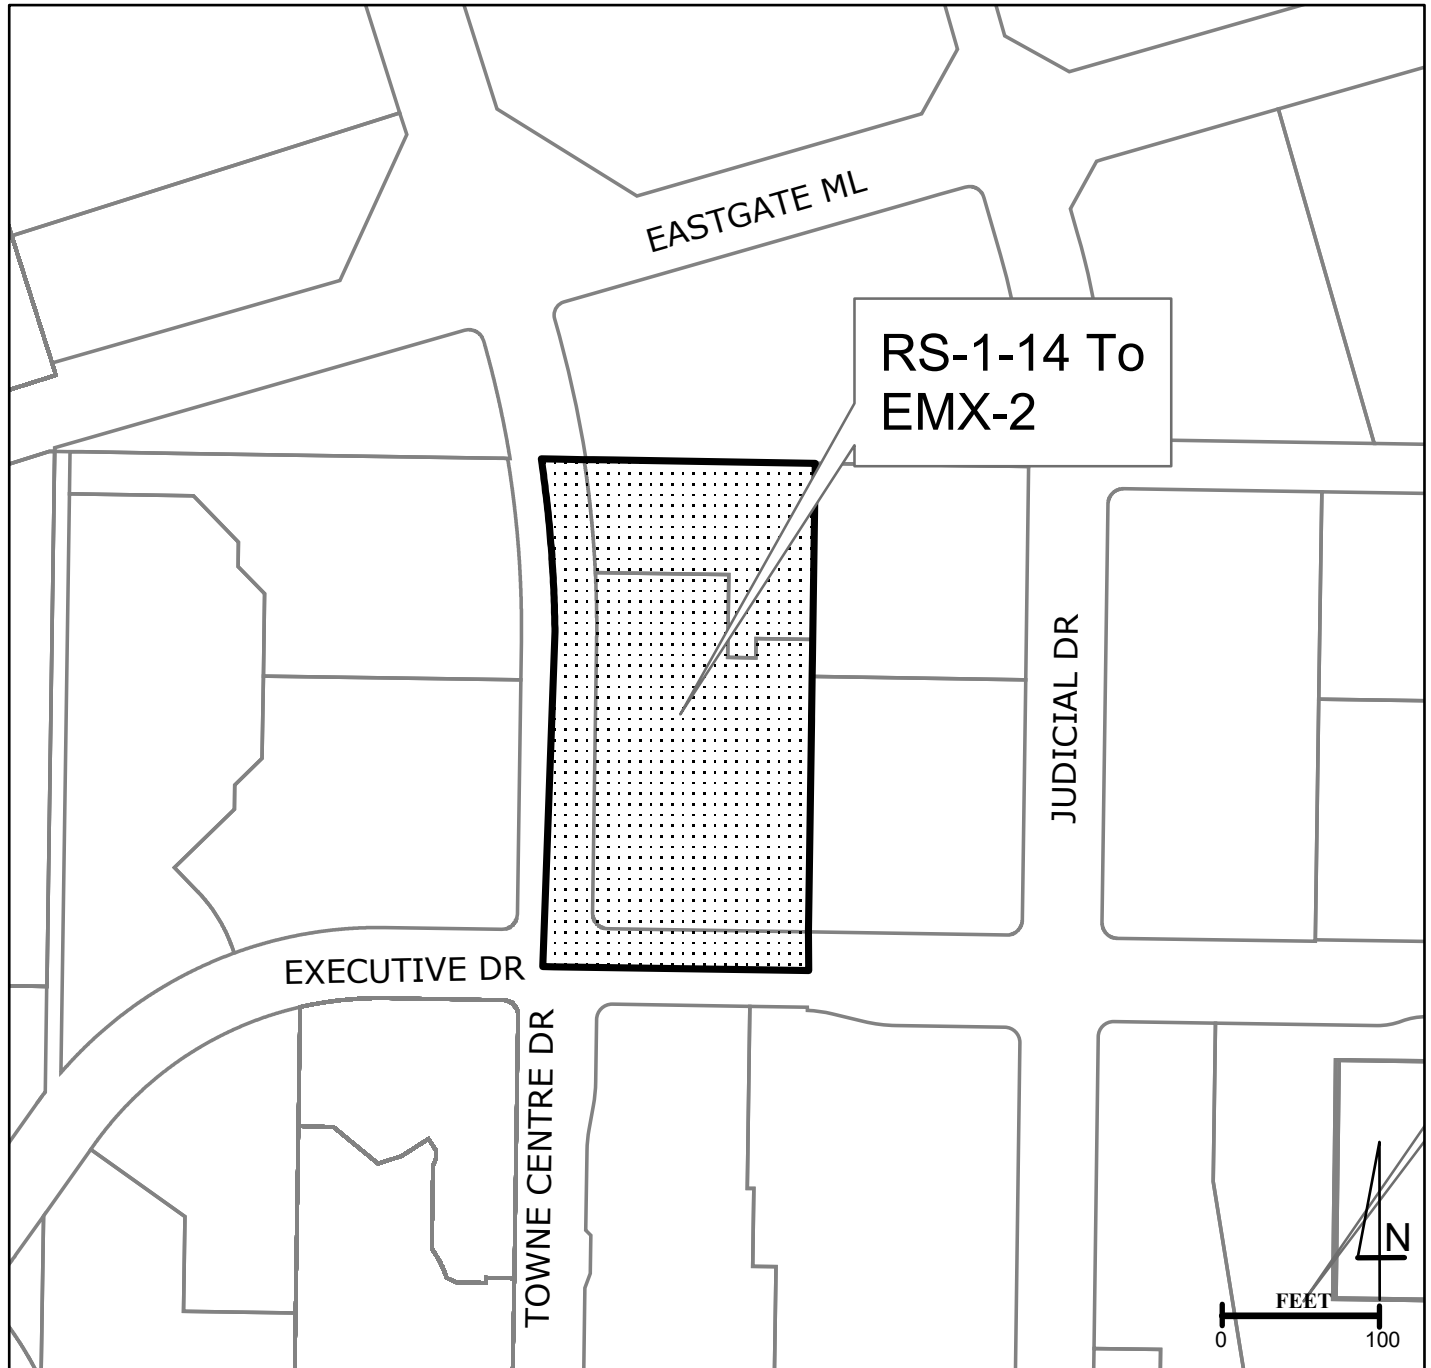 EASTGATE ML
RS-1-14 To
EMX-2
JUDICIAL DR
EXECUTIVE DR
TOWNE CENTRE DR
N
FEET
0 100